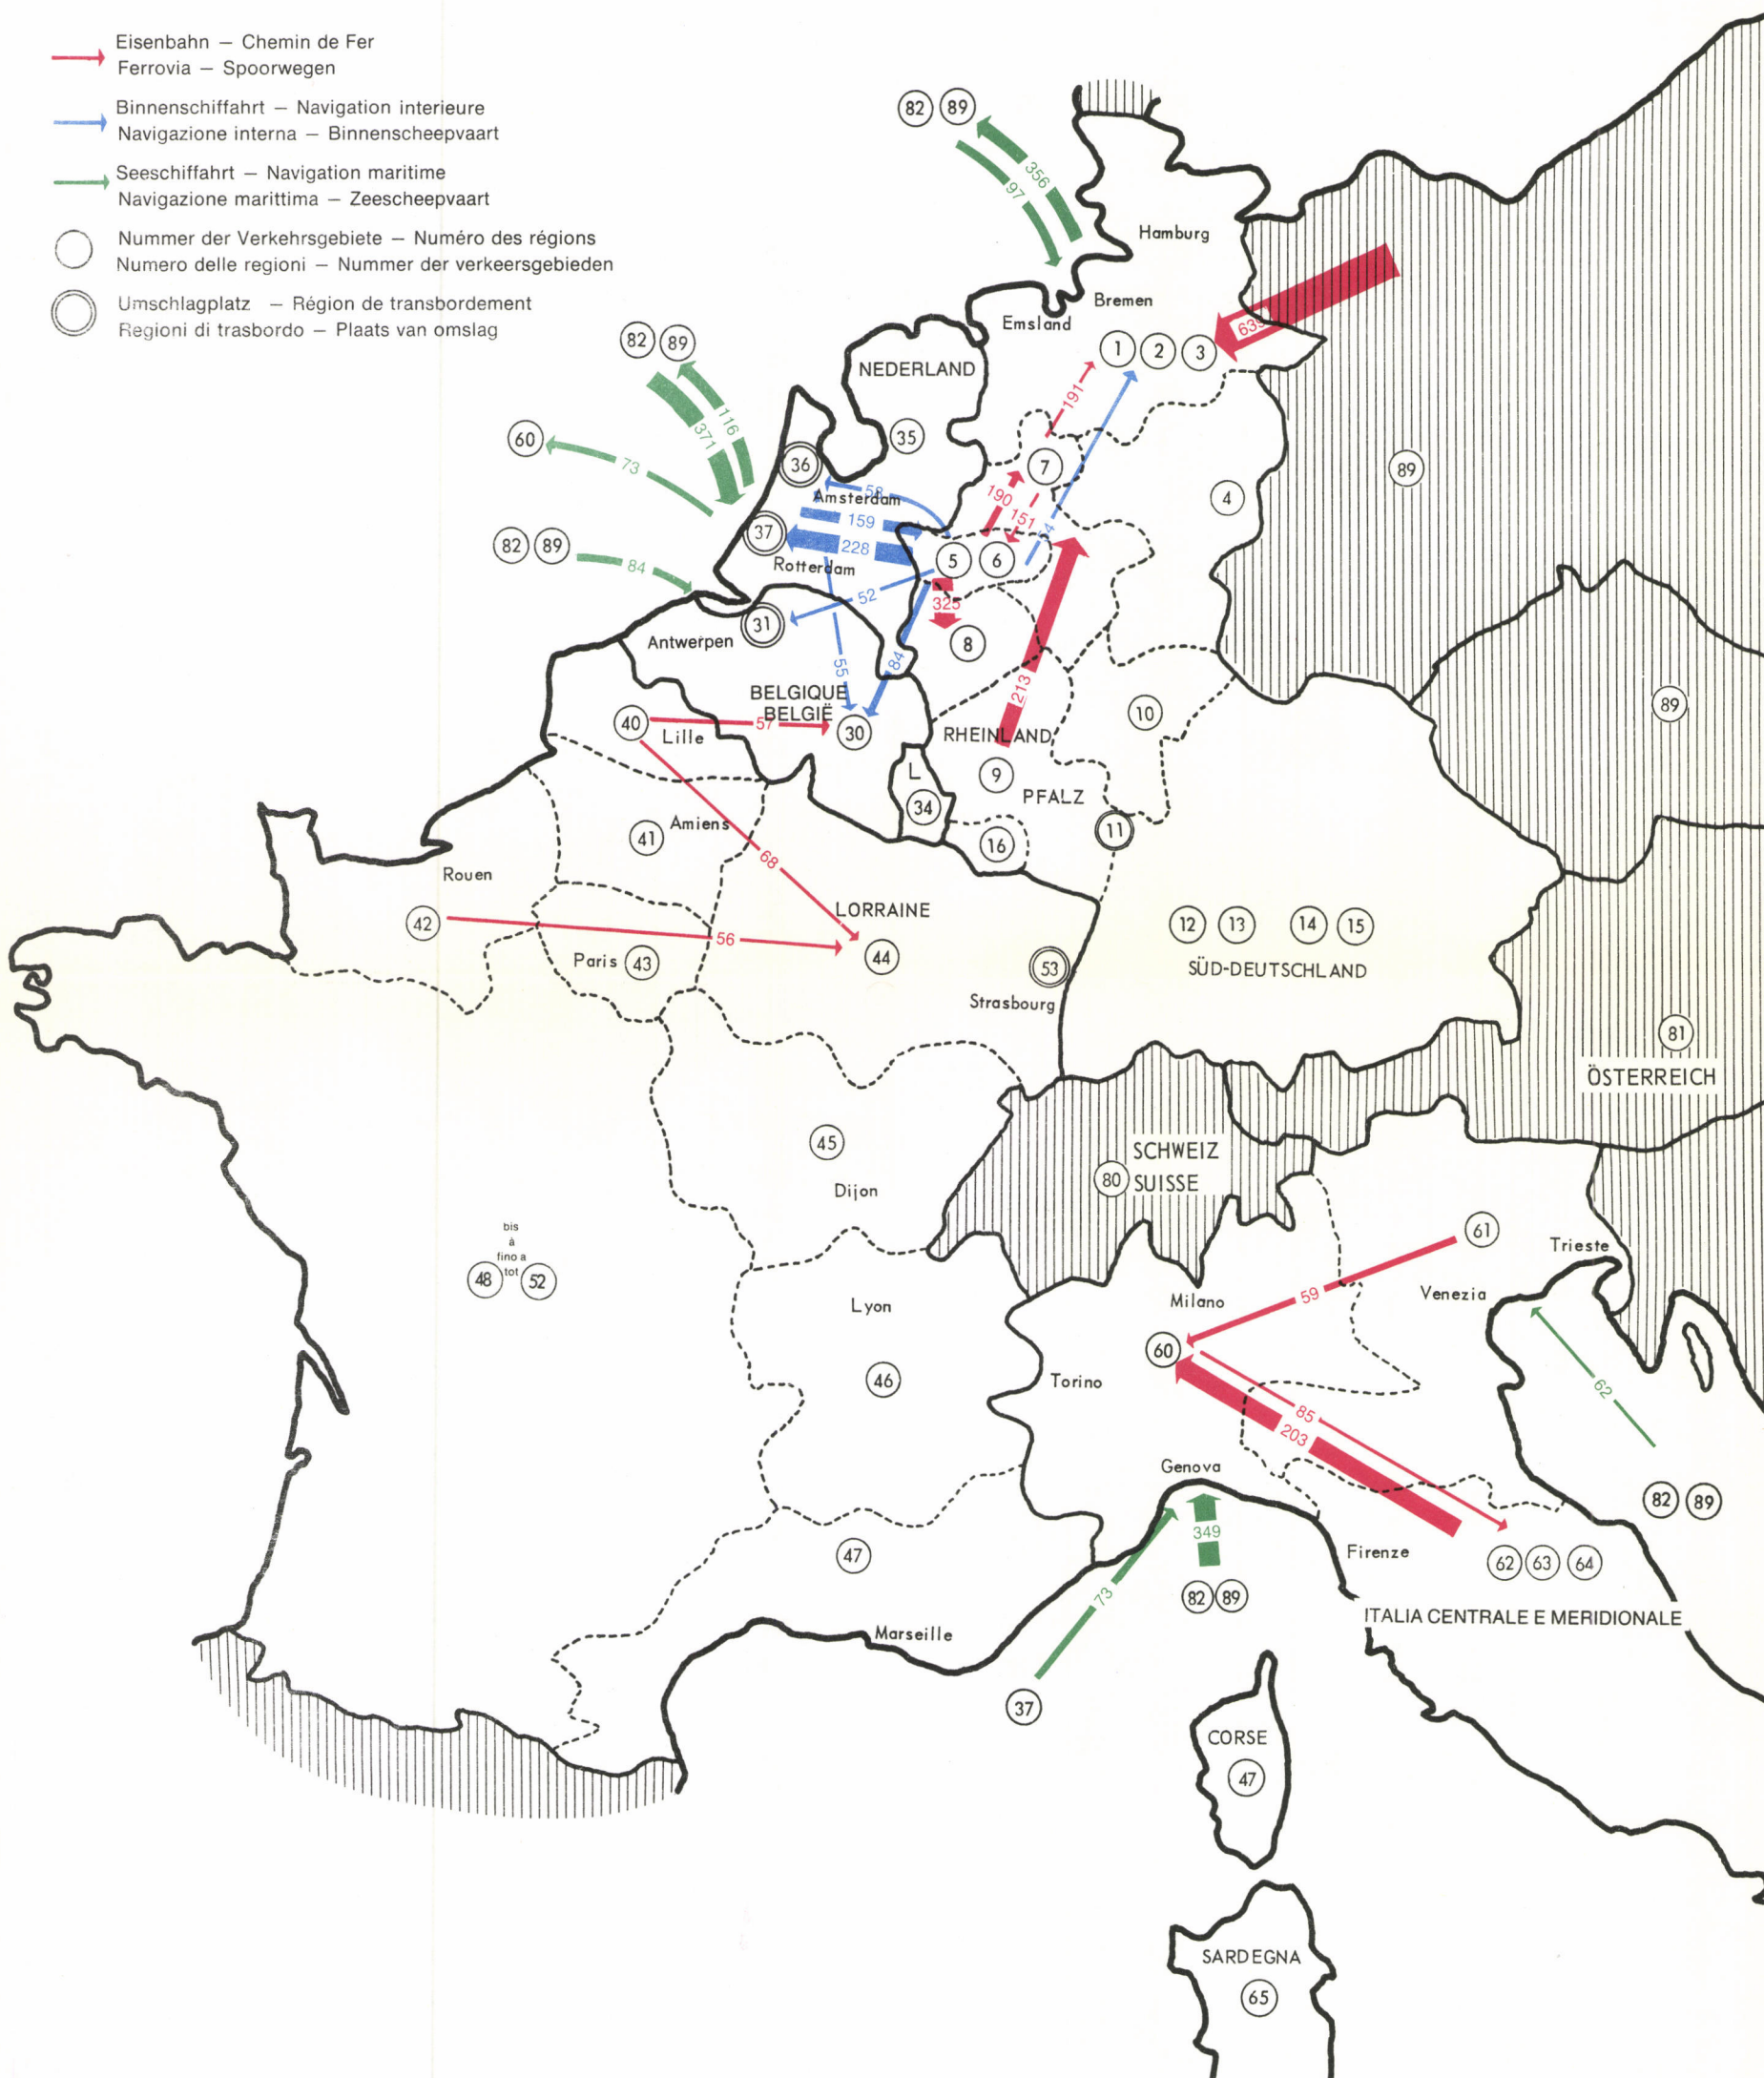 Eisenbahn – Chemin de Fer
Ferrovia – Spoorwegen
Binnenschiffahrt – Navigation interieure
Navigazione interna – Binnenscheepvaart
Seeschiffahrt – Navigation maritime
Navigazione marittima – Zeescheepvaart
Nummer der Verkehrsgebiete – Numéro des régions
Numero delle regioni – Nummer der verkeersgebieden
Umschlagplatz – Région de transbordement
Regioni di trasbordo – Plaats van omslag
82 89
356
97
Hamburg
Bremen
Emsland
63
1 2 3
82 89
NEDERLAND
116
371
191
60
73
35
36
7
89
4
58
Amsterdam
190
151
159
37
228
82 89
84
5 6
Rotterdam
52
325
31
8
Antwerpen
55
84
213
BELGIQUE
BELGIË
10
89
40
57
30
Lille
RHEINLAND
9
L
34
PFALZ
11
41
Amiens
68
16
Rouen
42
LORRAINE
12 13 14 15
56
44
Paris 43
53
SÜD-DEUTSCHLAND
Strasbourg
81
ÖSTERREICH
45
SCHWEIZ
80 SUISSE
Dijon
bis
à
fino a
48 tot 52
61
Trieste
Venezia
59
Milano
Lyon
60
46
Torino
62
85
203
Genova
82 89
349
47
Firenze
62 63 64
73
82 89
ITALIA CENTRALE E MERIDIONALE
Marseille
37
CORSE
47
SARDEGNA
65